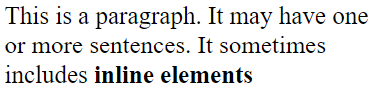 This is a paragraph. It may have one
or more sentences. It sometimes
includes inline elements